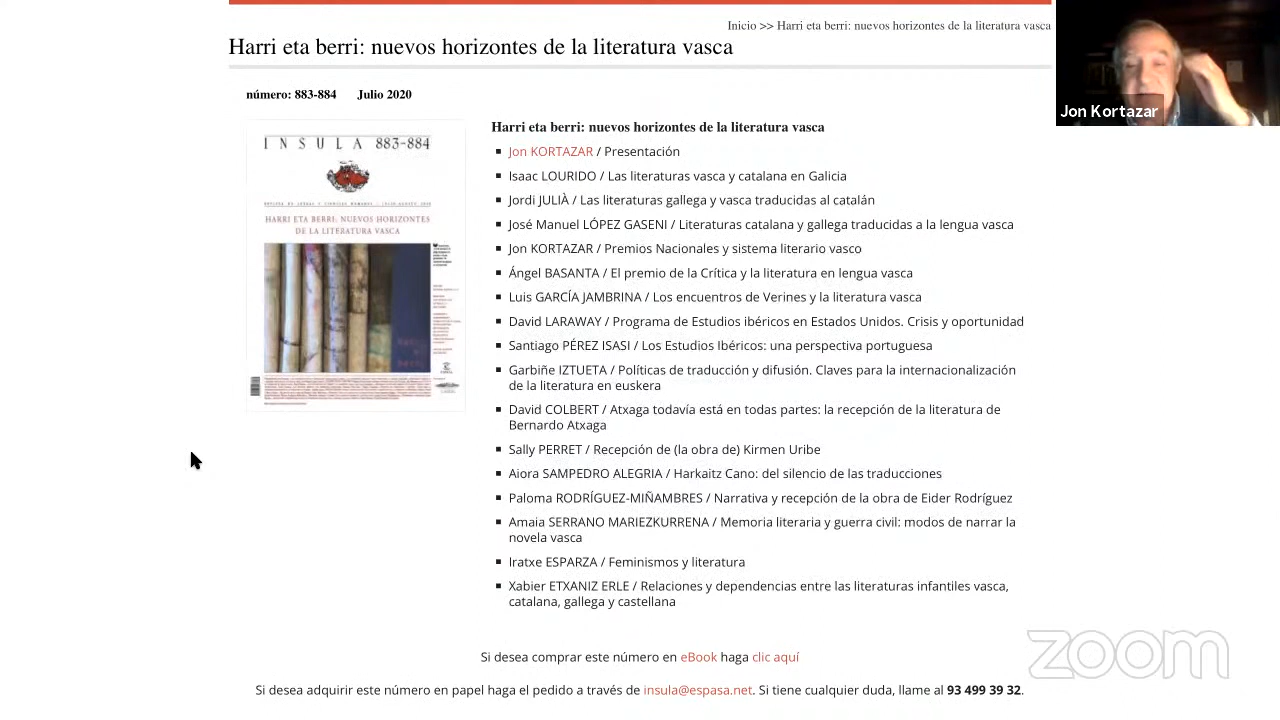 Inicio >> Harri eta berri: nuevos horizontes de la literatura vasca
Harri eta berri: nuevos horizontes de la literatura vasca
Jon Kortazar
número: 883-884 Julio 2020
INSULA 883-884
HARRI ETA BERRI: NUEVOS HORIZONTES
DE LA LITERATURA VASCA
Harri eta berri: nuevos horizontes de la literatura vasca
Jon KORTAZAR / Presentación
Isaac LOURIDO / Las literaturas vasca y catalana en Galicia
Jordi JULIÀ / Las literaturas gallega y vasca traducidas al catalán
José Manuel LÓPEZ GASENI / Literaturas catalana y gallega traducidas a la lengua vasca
Jon KORTAZAR / Premios Nacionales y sistema literario vasco
Ángel BASANTA / El premio de la Crítica y la literatura en lengua vasca
Luis GARCÍA JAMBRINA / Los encuentros de Verines y la literatura vasca
David LARAWAY / Programa de Estudios ibéricos en Estados Unidos. Crisis y oportunidad
Santiago PÉREZ ISASI / Los Estudios Ibéricos: una perspectiva portuguesa
Garbiñe IZTUETA / Políticas de traducción y difusión. Claves para la internacionalización
de la literatura en euskera
David COLBERT / Atxaga todavía está en todas partes: la recepción de la literatura de
Bernardo Atxaga
Sally PERRET / Recepción de (la obra de) Kirmen Uribe
Aiora SAMPEDRO ALEGRIA / Harkaitz Cano: del silencio de las traducciones
Paloma RODRÍGUEZ-MIÑAMBRES / Narrativa y recepción de la obra de Eider Rodríguez
Amaia SERRANO MARIEZKURRENA / Memoria literaria y guerra civil: modos de narrar la
novela vasca
Iratxe ESPARZA / Feminismos y literatura
Xabier ETXANIZ ERLE / Relaciones y dependencias entre las literaturas infantiles vasca,
catalana, gallega y castellana
Si desea comprar este número en eBook haga clic aquí
Si desea adquirir este número en papel haga el pedido a través de insula@espasa.net. Si tiene cualquier duda, llame al 93 499 39 32.
zoom